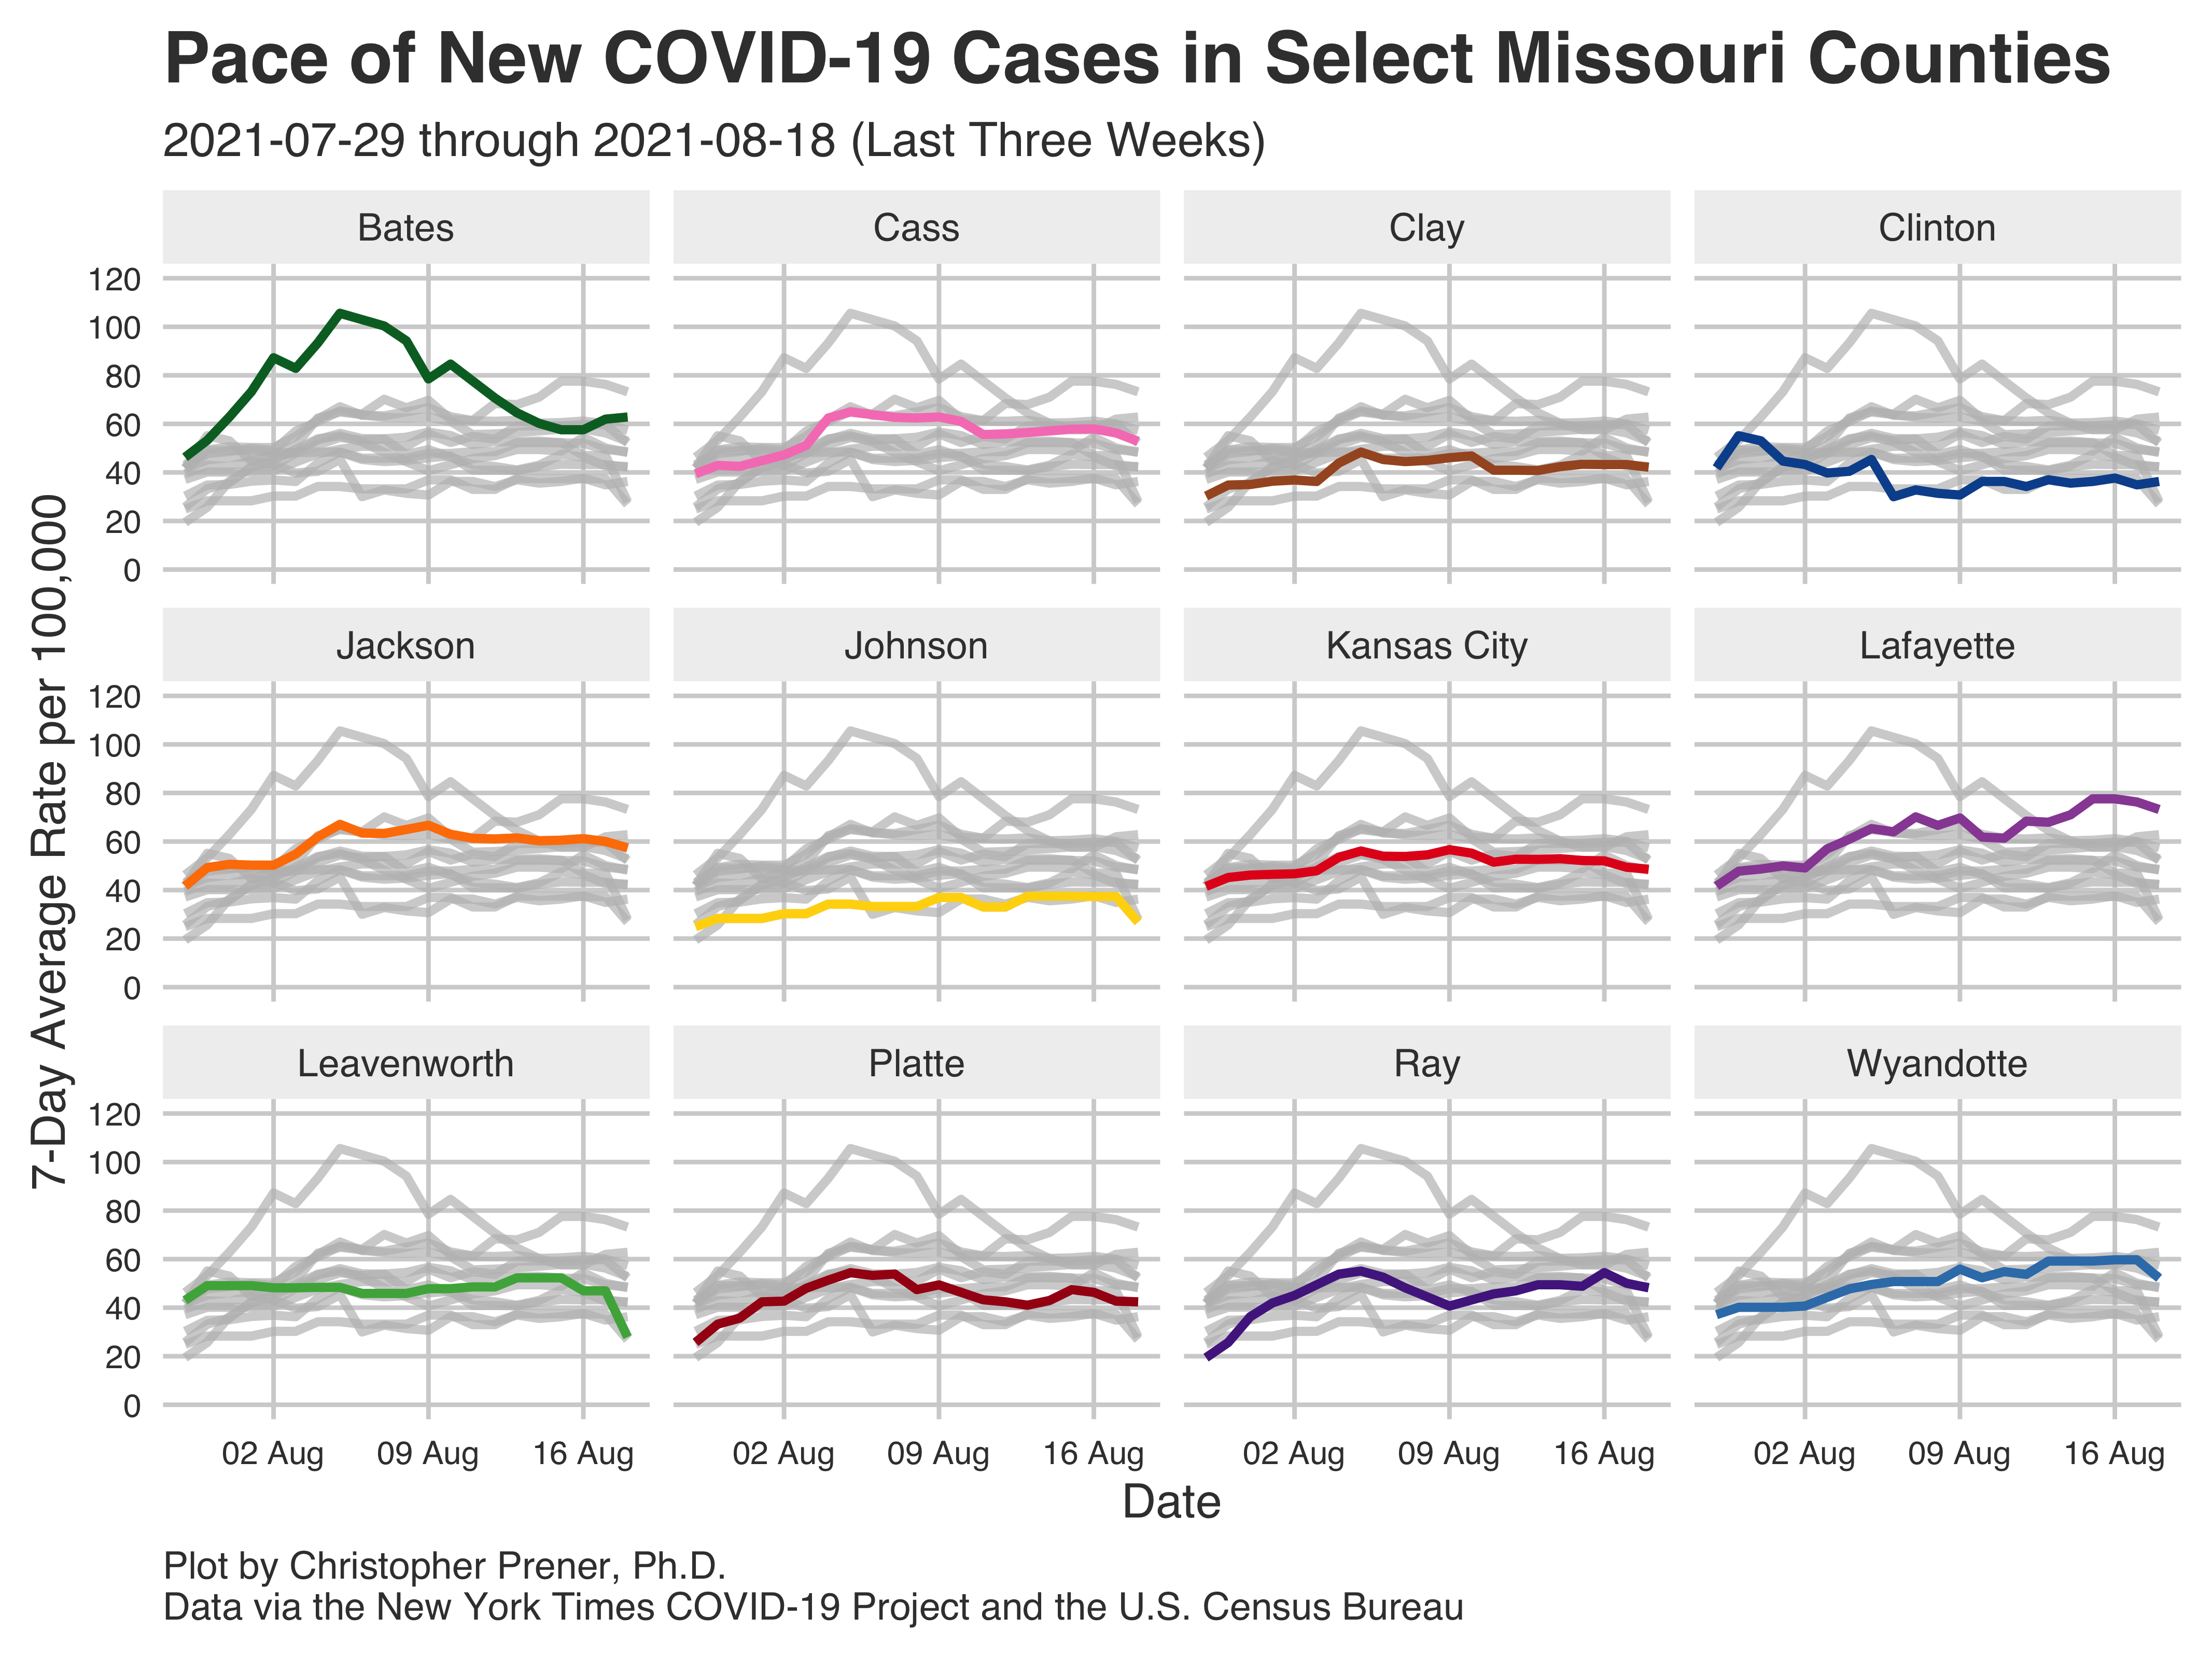 Pace of New COVID-19 Cases in Select Missouri Counties
2021-07-29 through 2021-08-18 (Last Three Weeks)
7-Day Average Rate per 100,000
Bates Cass Clay Clinton
120
100
80
60
40
20
0
Jackson Johnson Kansas City Lafayette
120
100
80
60
40
20
0
Leavenworth Platte Ray Wyandotte
120
100
80
60
40
20
0
02 Aug 09 Aug 16 Aug 02 Aug 09 Aug 16 Aug 02 Aug 09 Aug 16 Aug 02 Aug 09 Aug 16 Aug
Date
Plot by Christopher Prener, Ph.D.
Data via the New York Times COVID-19 Project and the U.S. Census Bureau